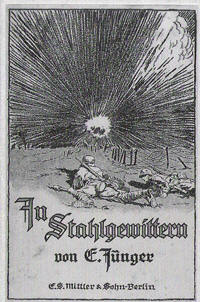 In
Stahlgewittern
von E. Jünger
E. S. Mittler & Sohn-Berlin